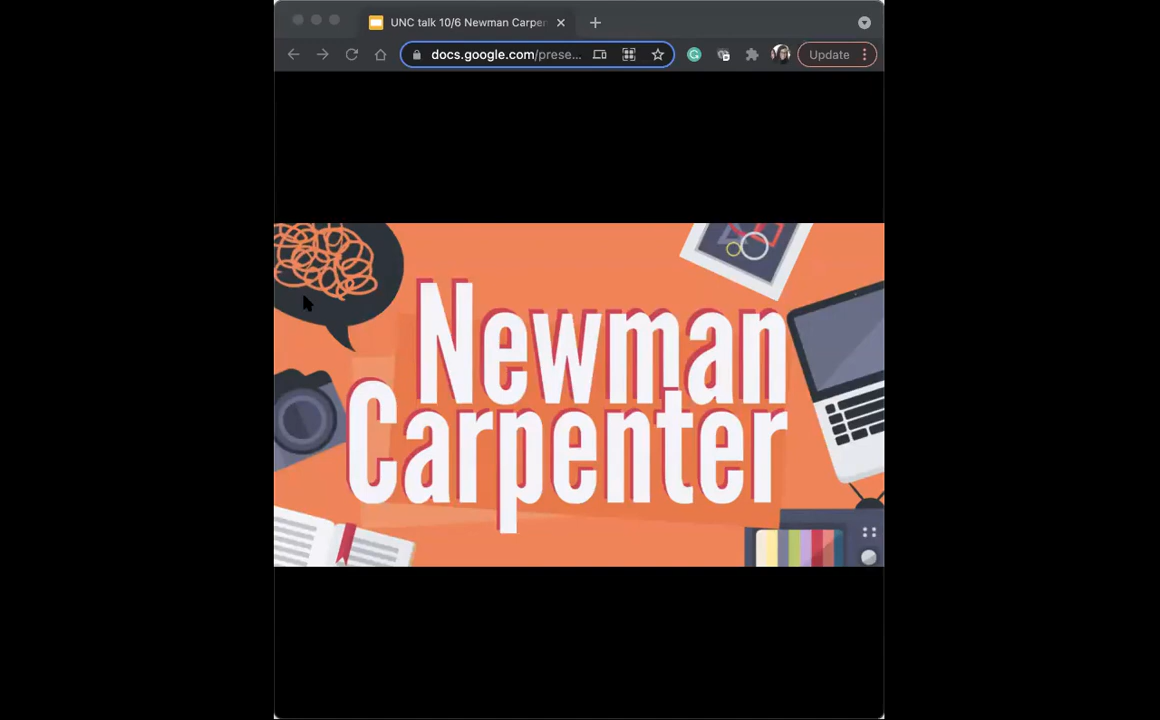 UNC talk 10/6 Newman Carpen
docs.google.com/prese...
Update
Newman
Carpenter